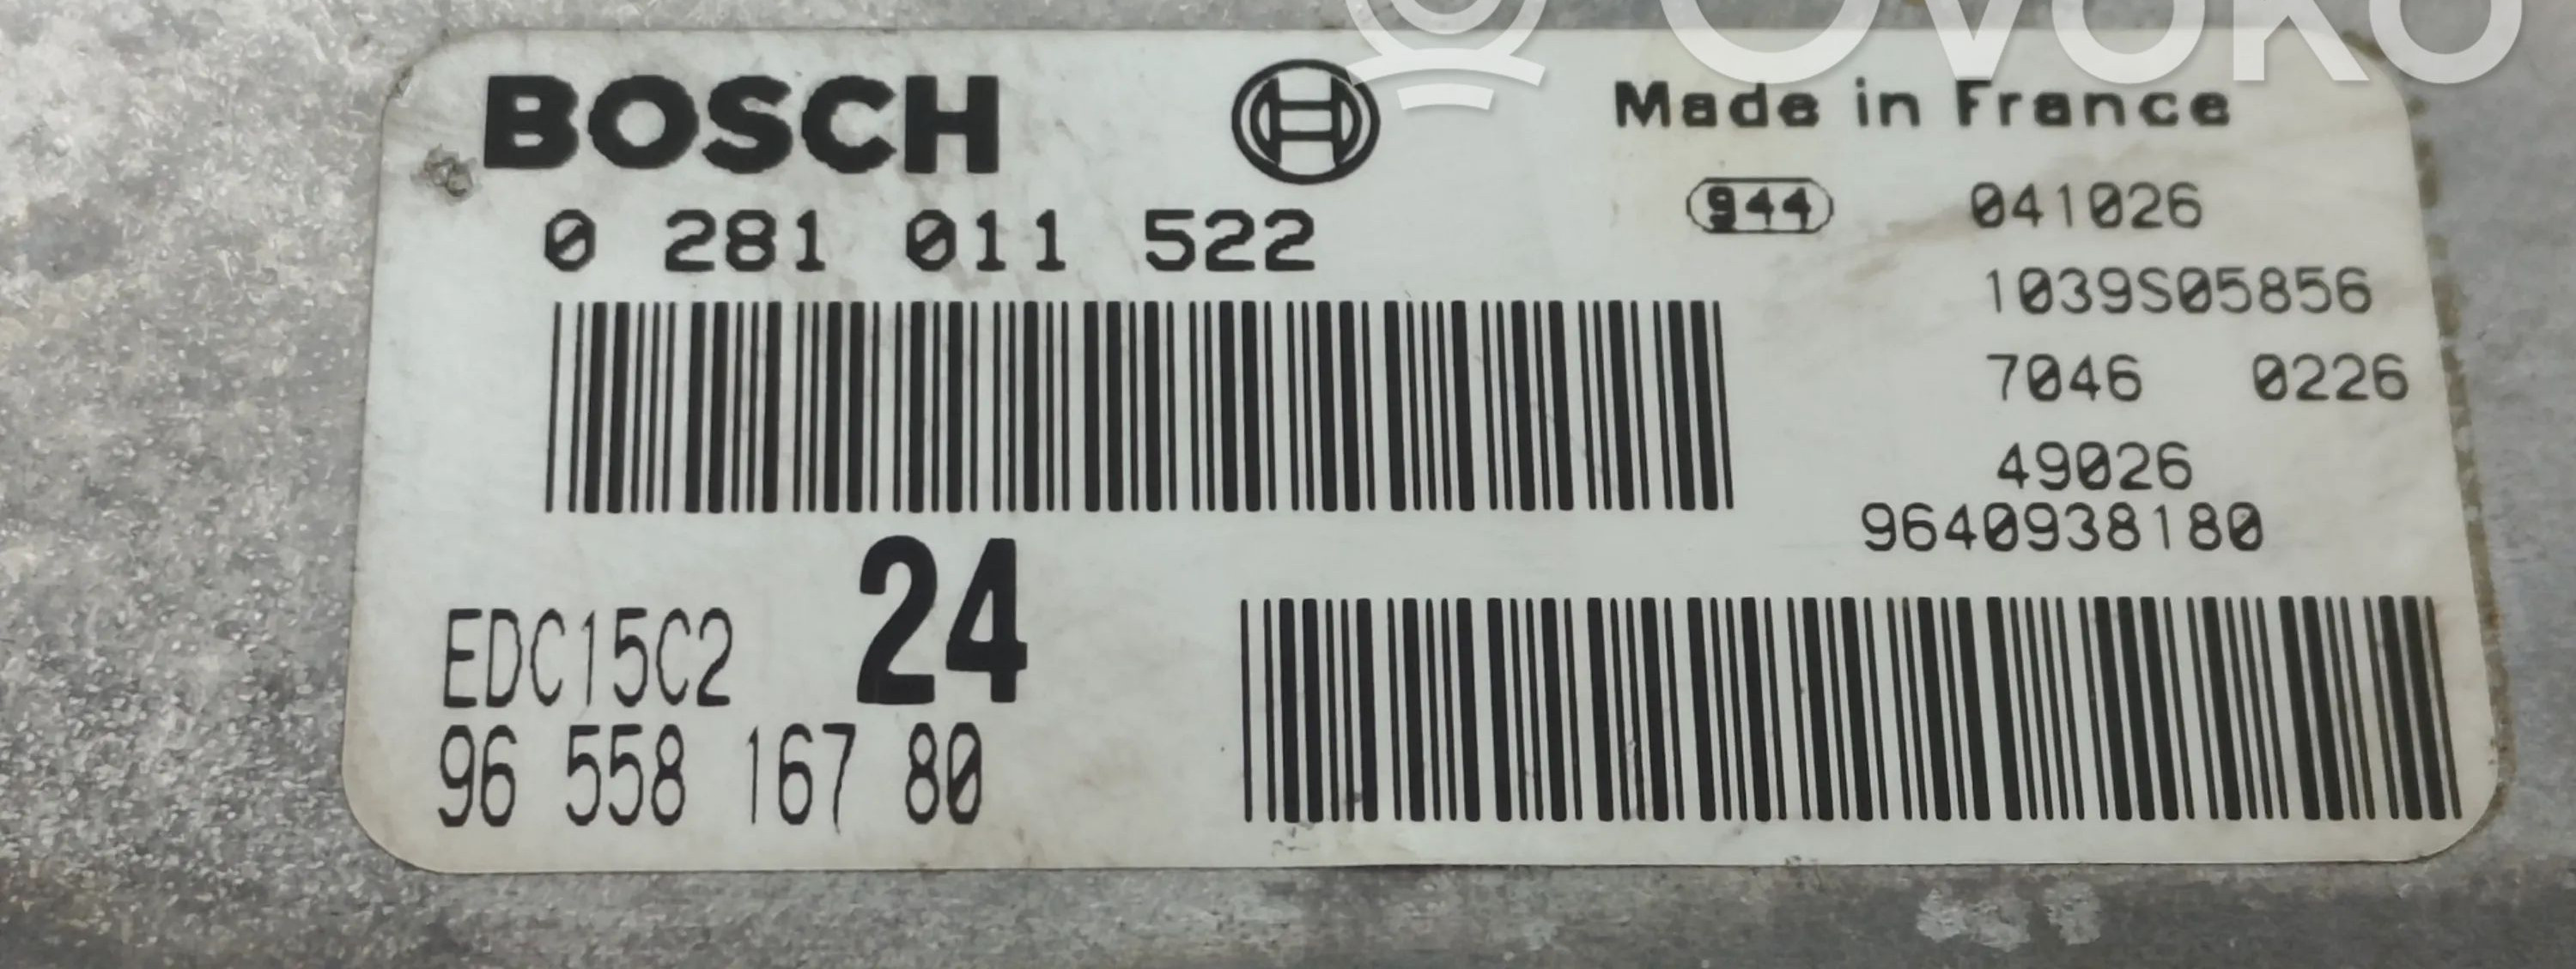 OVOKO
BOSCH
Made in France
0 281 011 522
944 041026
1039S05856
7046 0226
49026
9640938180
EDC15C2 24
96 558 167 80